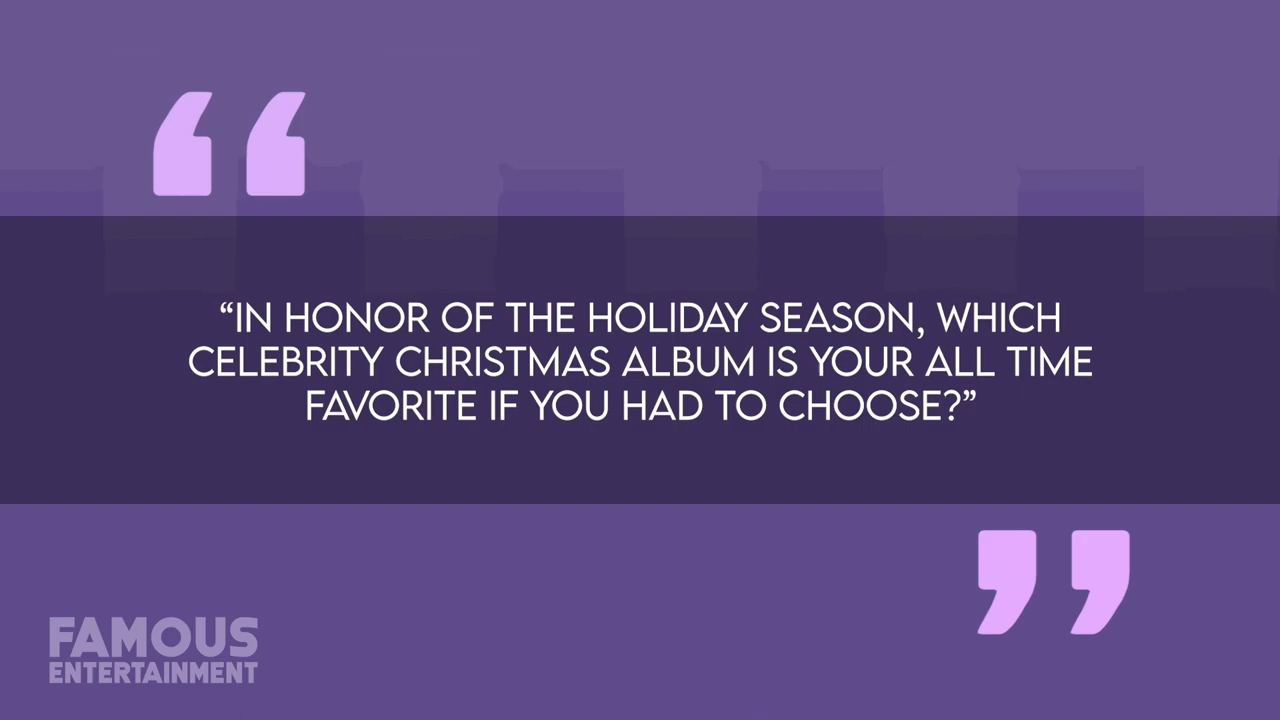 “IN HONOR OF THE HOLIDAY SEASON, WHICH
CELEBRITY CHRISTMAS ALBUM IS YOUR ALL TIME
FAVORITE IF YOU HAD TO CHOOSE?”
FAMOUS
ENTERTAINMENT